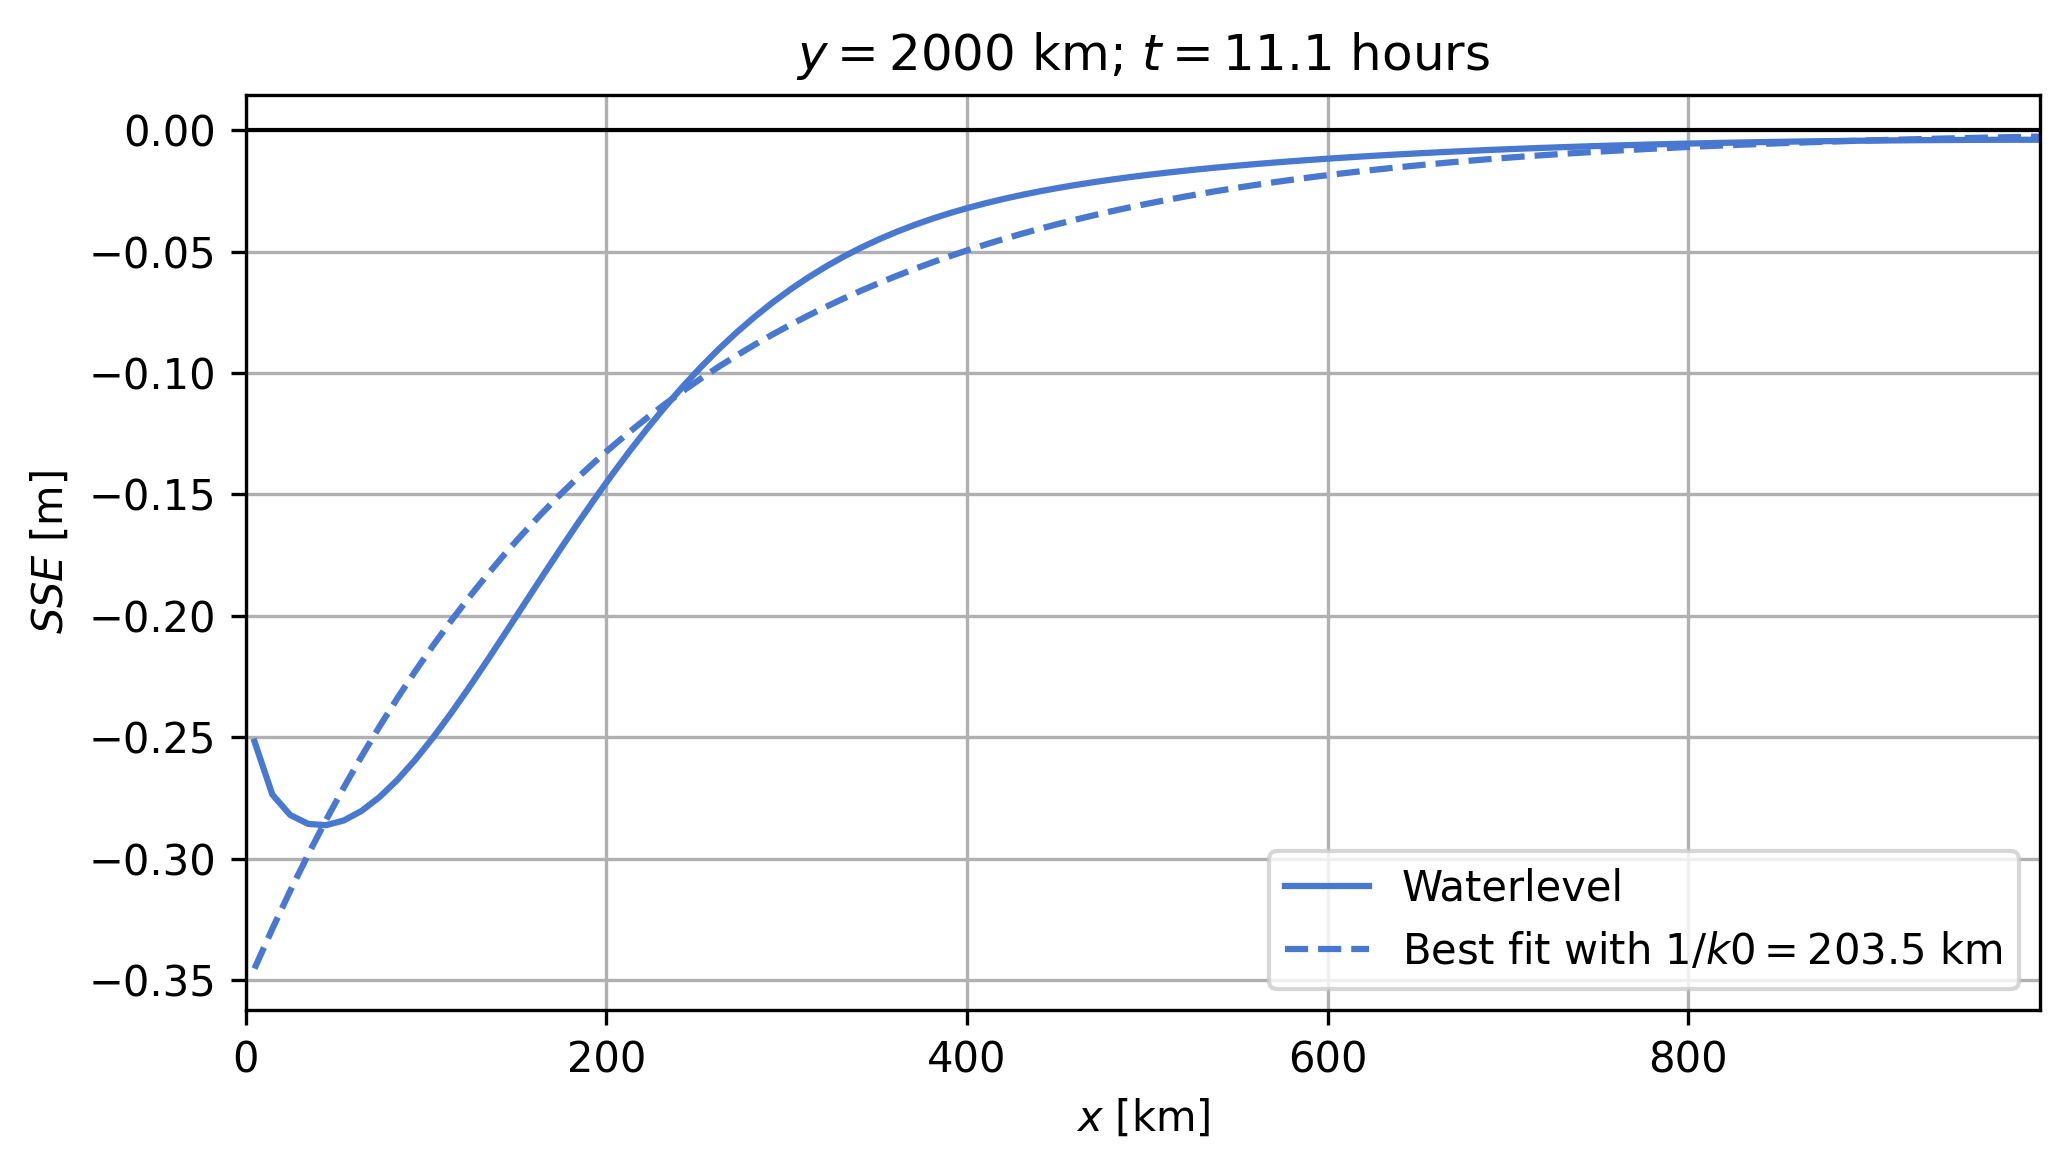 y = 2000 km; t = 11.1 hours
0.00
−0.05
−0.10
−0.15
−0.20
−0.25
−0.30
−0.35
SSE [m]
Waterlevel
Best fit with 1/k0 = 203.5 km
0 200 400 600 800
x [km]